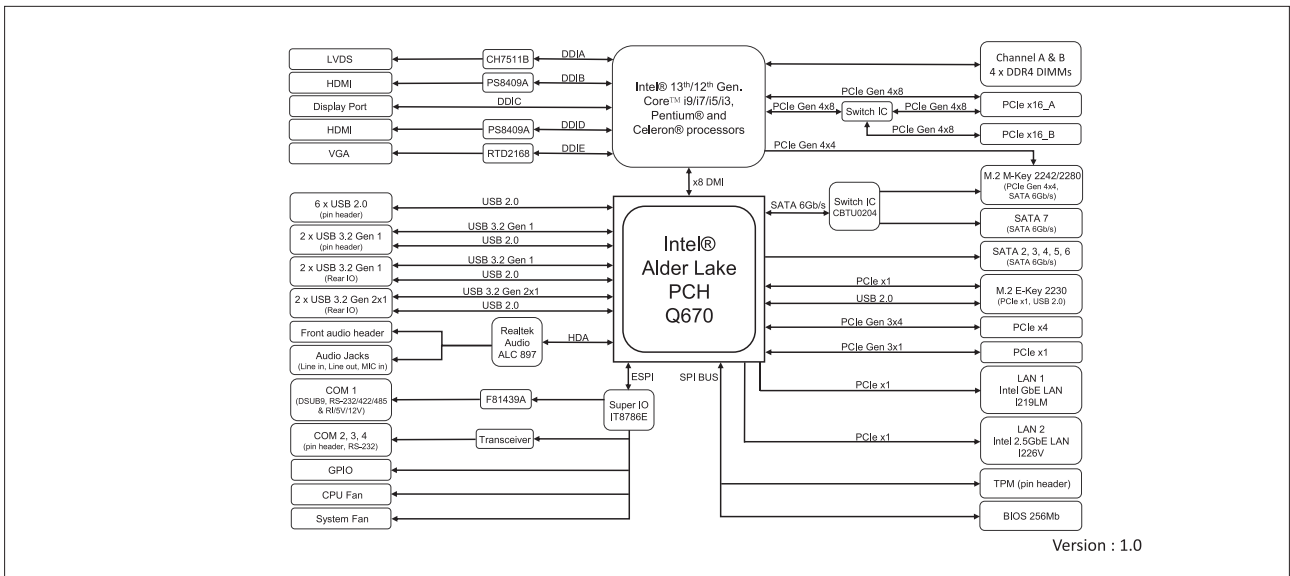 LVDS
CH7511B
DDIA
HDMI
PS8409A
DDIB
Display Port
DDIC
HDMI
PS8409A
DDID
VGA
RTD2168
DDIE
Intel® 13th/12th Gen.
Core™ i9/i7/i5/i3,
Pentium® and
Celeron® processors
Channel A & B
4 x DDR4 DIMMs
PCIe Gen 4x8
PCIe x16_A
PCIe Gen 4x8
Switch IC
PCIe Gen 4x8
PCIe Gen 4x8
PCIe x16_B
PCIe Gen 4x4
M.2 M-Key 2242/2280
(PCIe Gen 4x4,
SATA 6Gb/s)
x8 DMI
SATA 6Gb/s
Switch IC
CBTU0204
SATA 7
(SATA 6Gb/s)
6 x USB 2.0
(pin header)
USB 2.0
2 x USB 3.2 Gen 1
(pin header)
USB 3.2 Gen 1
USB 2.0
2 x USB 3.2 Gen 1
(Rear IO)
USB 3.2 Gen 1
USB 2.0
2 x USB 3.2 Gen 2x1
(Rear IO)
USB 3.2 Gen 2x1
USB 2.0
Intel®
Alder Lake
PCH
Q670
SATA 2, 3, 4, 5, 6
(SATA 6Gb/s)
PCIe x1
USB 2.0
M.2 E-Key 2230
(PCIe x1, USB 2.0)
PCIe Gen 3x4
PCIe x4
PCIe Gen 3x1
PCIe x1
Front audio header
Audio Jacks
(Line in, Line out, MIC in)
Realtek
Audio
ALC 897
HDA
ESPI
SPI BUS
COM 1
(DSUB9, RS-232/422/485
& RI/5V/12V)
F81439A
Super IO
IT8786E
COM 2, 3, 4
(pin header, RS-232)
Transceiver
GPIO
CPU Fan
System Fan
PCIe x1
LAN 1
Intel GbE LAN
I219LM
PCIe x1
LAN 2
Intel 2.5GbE LAN
I226V
TPM (pin header)
BIOS 256Mb
Version : 1.0